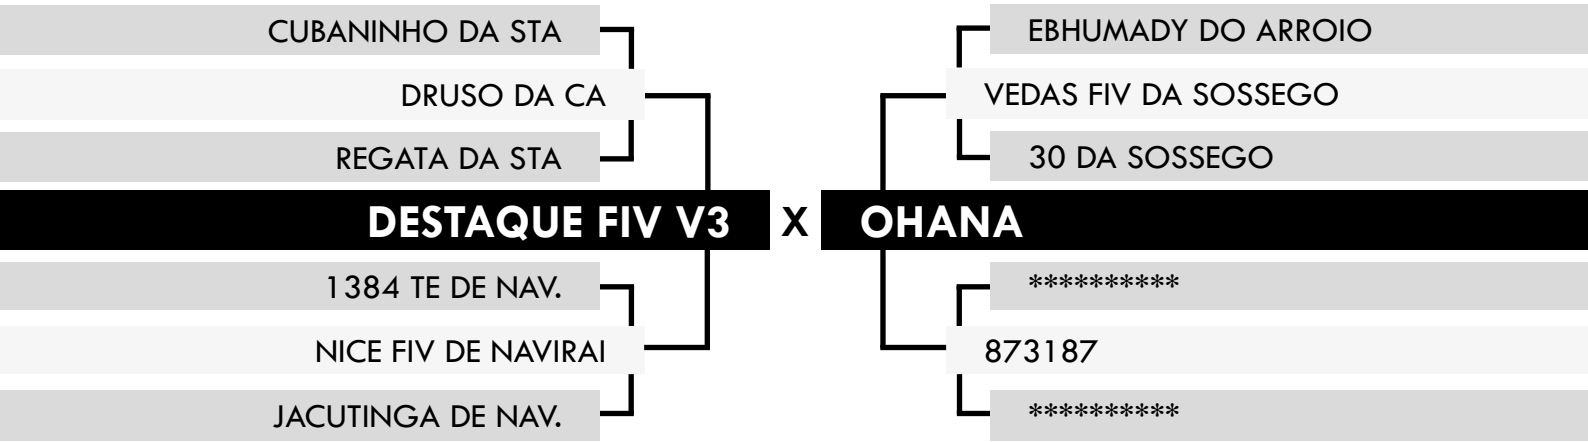 CUBANINHO DA STA
DRUSO DA CA
REGATA DA STA
DESTAQUE FIV V3
1384 TE DE NAV.
NICE FIV DE NAVIRAI
JACUTINGA DE NAV.
X
EBHUMADY DO ARROIO
VEDAS FIV DA SOSSEGO
30 DA SOSSEGO
OHANA
**********
873187
**********